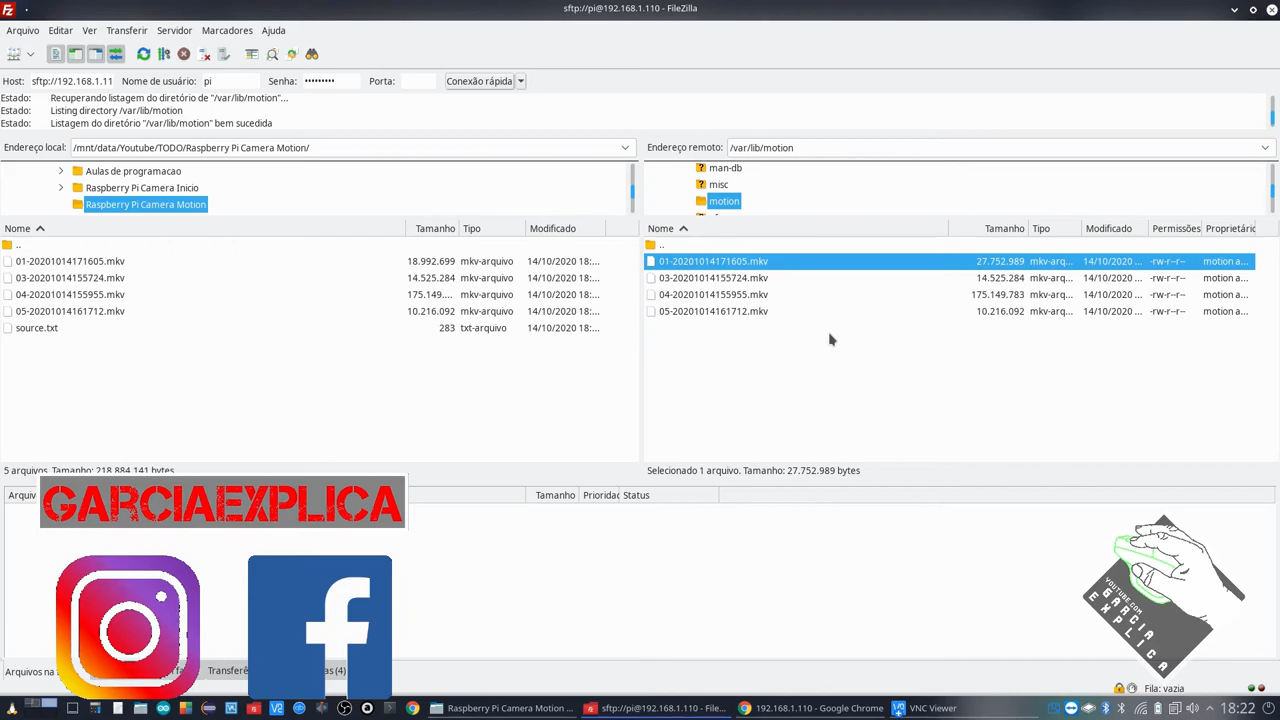 sftp://pi@192.168.1.110 - FileZilla
Arquivo Editar Ver Transferir Servidor Marcadores Ajuda
Host: sftp://192.168.1.11 Nome de usuário: pi Senha: ••••••••• Porta: Conexão rápida
Estado: Recuperando listagem do diretório de "/var/lib/motion"...
Estado: Listing directory /var/lib/motion
Estado: Listagem do diretório "/var/lib/motion" bem sucedida
Endereço local: /mnt/data/Youtube/TODO/Raspberry Pi Camera Motion/
Endereço remoto: /var/lib/motion
Aulas de programacao
Raspberry Pi Camera Inicio
Raspberry Pi Camera Motion
man-db
misc
motion
Nome Tamanho Tipo Modificado
..
01-20201014171605.mkv 18.992.699 mkv-arquivo 14/10/2020 18:...
03-20201014155724.mkv 14.525.284 mkv-arquivo 14/10/2020 18:...
04-20201014155955.mkv 175.149.... mkv-arquivo 14/10/2020 18:...
05-20201014161712.mkv 10.216.092 mkv-arquivo 14/10/2020 18:...
source.txt 283 txt-arquivo 14/10/2020 18:...
Nome Tamanho Tipo Modificado Permissões Proprietário
..
01-20201014171605.mkv 27.752.989 mkv-arq... 14/10/2020 ... -rw-r--r-- motion a...
03-20201014155724.mkv 14.525.284 mkv-arq... 14/10/2020 ... -rw-r--r-- motion a...
04-20201014155955.mkv 175.149.783 mkv-arq... 14/10/2020 ... -rw-r--r-- motion a...
05-20201014161712.mkv 10.216.092 mkv-arq... 14/10/2020 ... -rw-r--r-- motion a...
5 arquivos. Tamanho: 218.884.141 bytes
Selecionado 1 arquivo. Tamanho: 27.752.989 bytes
Tamanho Prioridad Status
GARCIAEXPLICA
YOUTUBE.COM
GARCIA
EXPLICA
Arquivos na
(4)
Fila: vazia
Raspberry Pi Camera Motion ... sftp://pi@192.168.1.110 - File... 192.168.1.110 - Google Chrome VNC Viewer 18:22